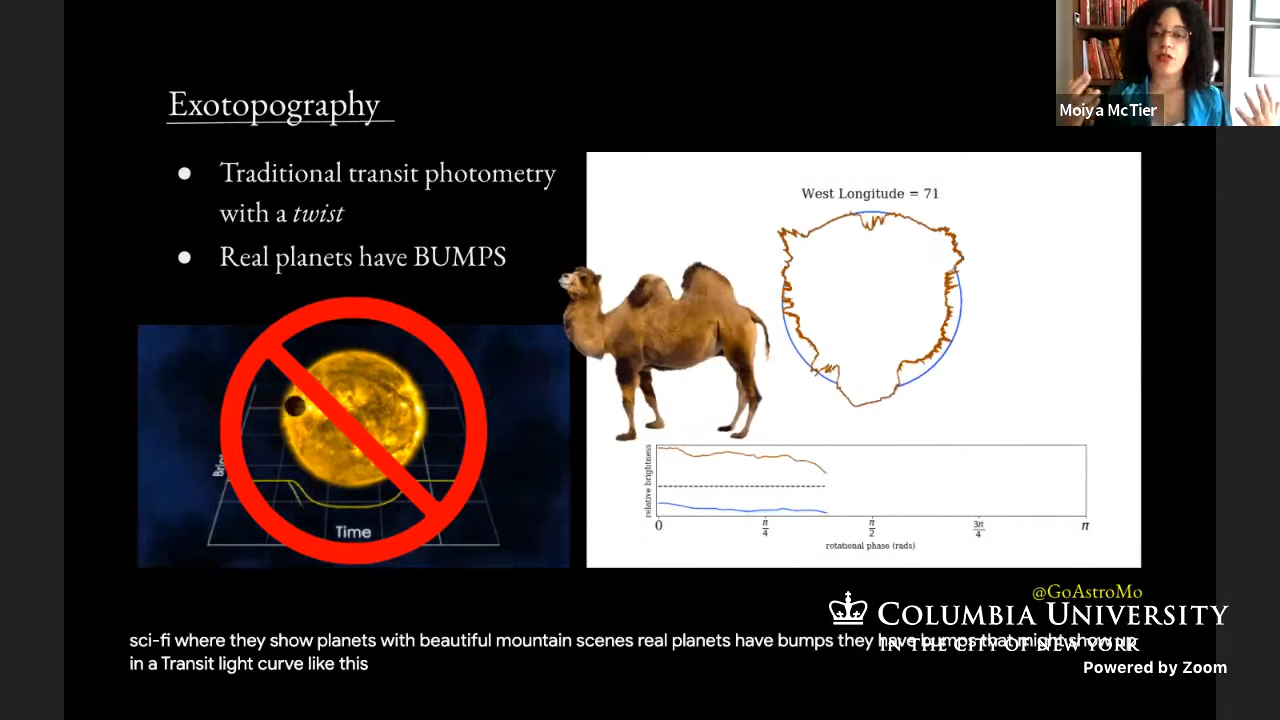 Moiya McTier
Exotopography
● Traditional transit photometry
with a twist
● Real planets have BUMPS
West Longitude = 71
Time
relative brightness
0
π/4
π/2
3π/4
π
rotational phase (rads)
@GoAstroMo
COLUMBIA UNIVERSITY
IN THE CITY OF NEW YORK
sci-fi where they show planets with beautiful mountain scenes real planets have bumps they have bumps that might show up
in a Transit light curve like this
Powered by Zoom